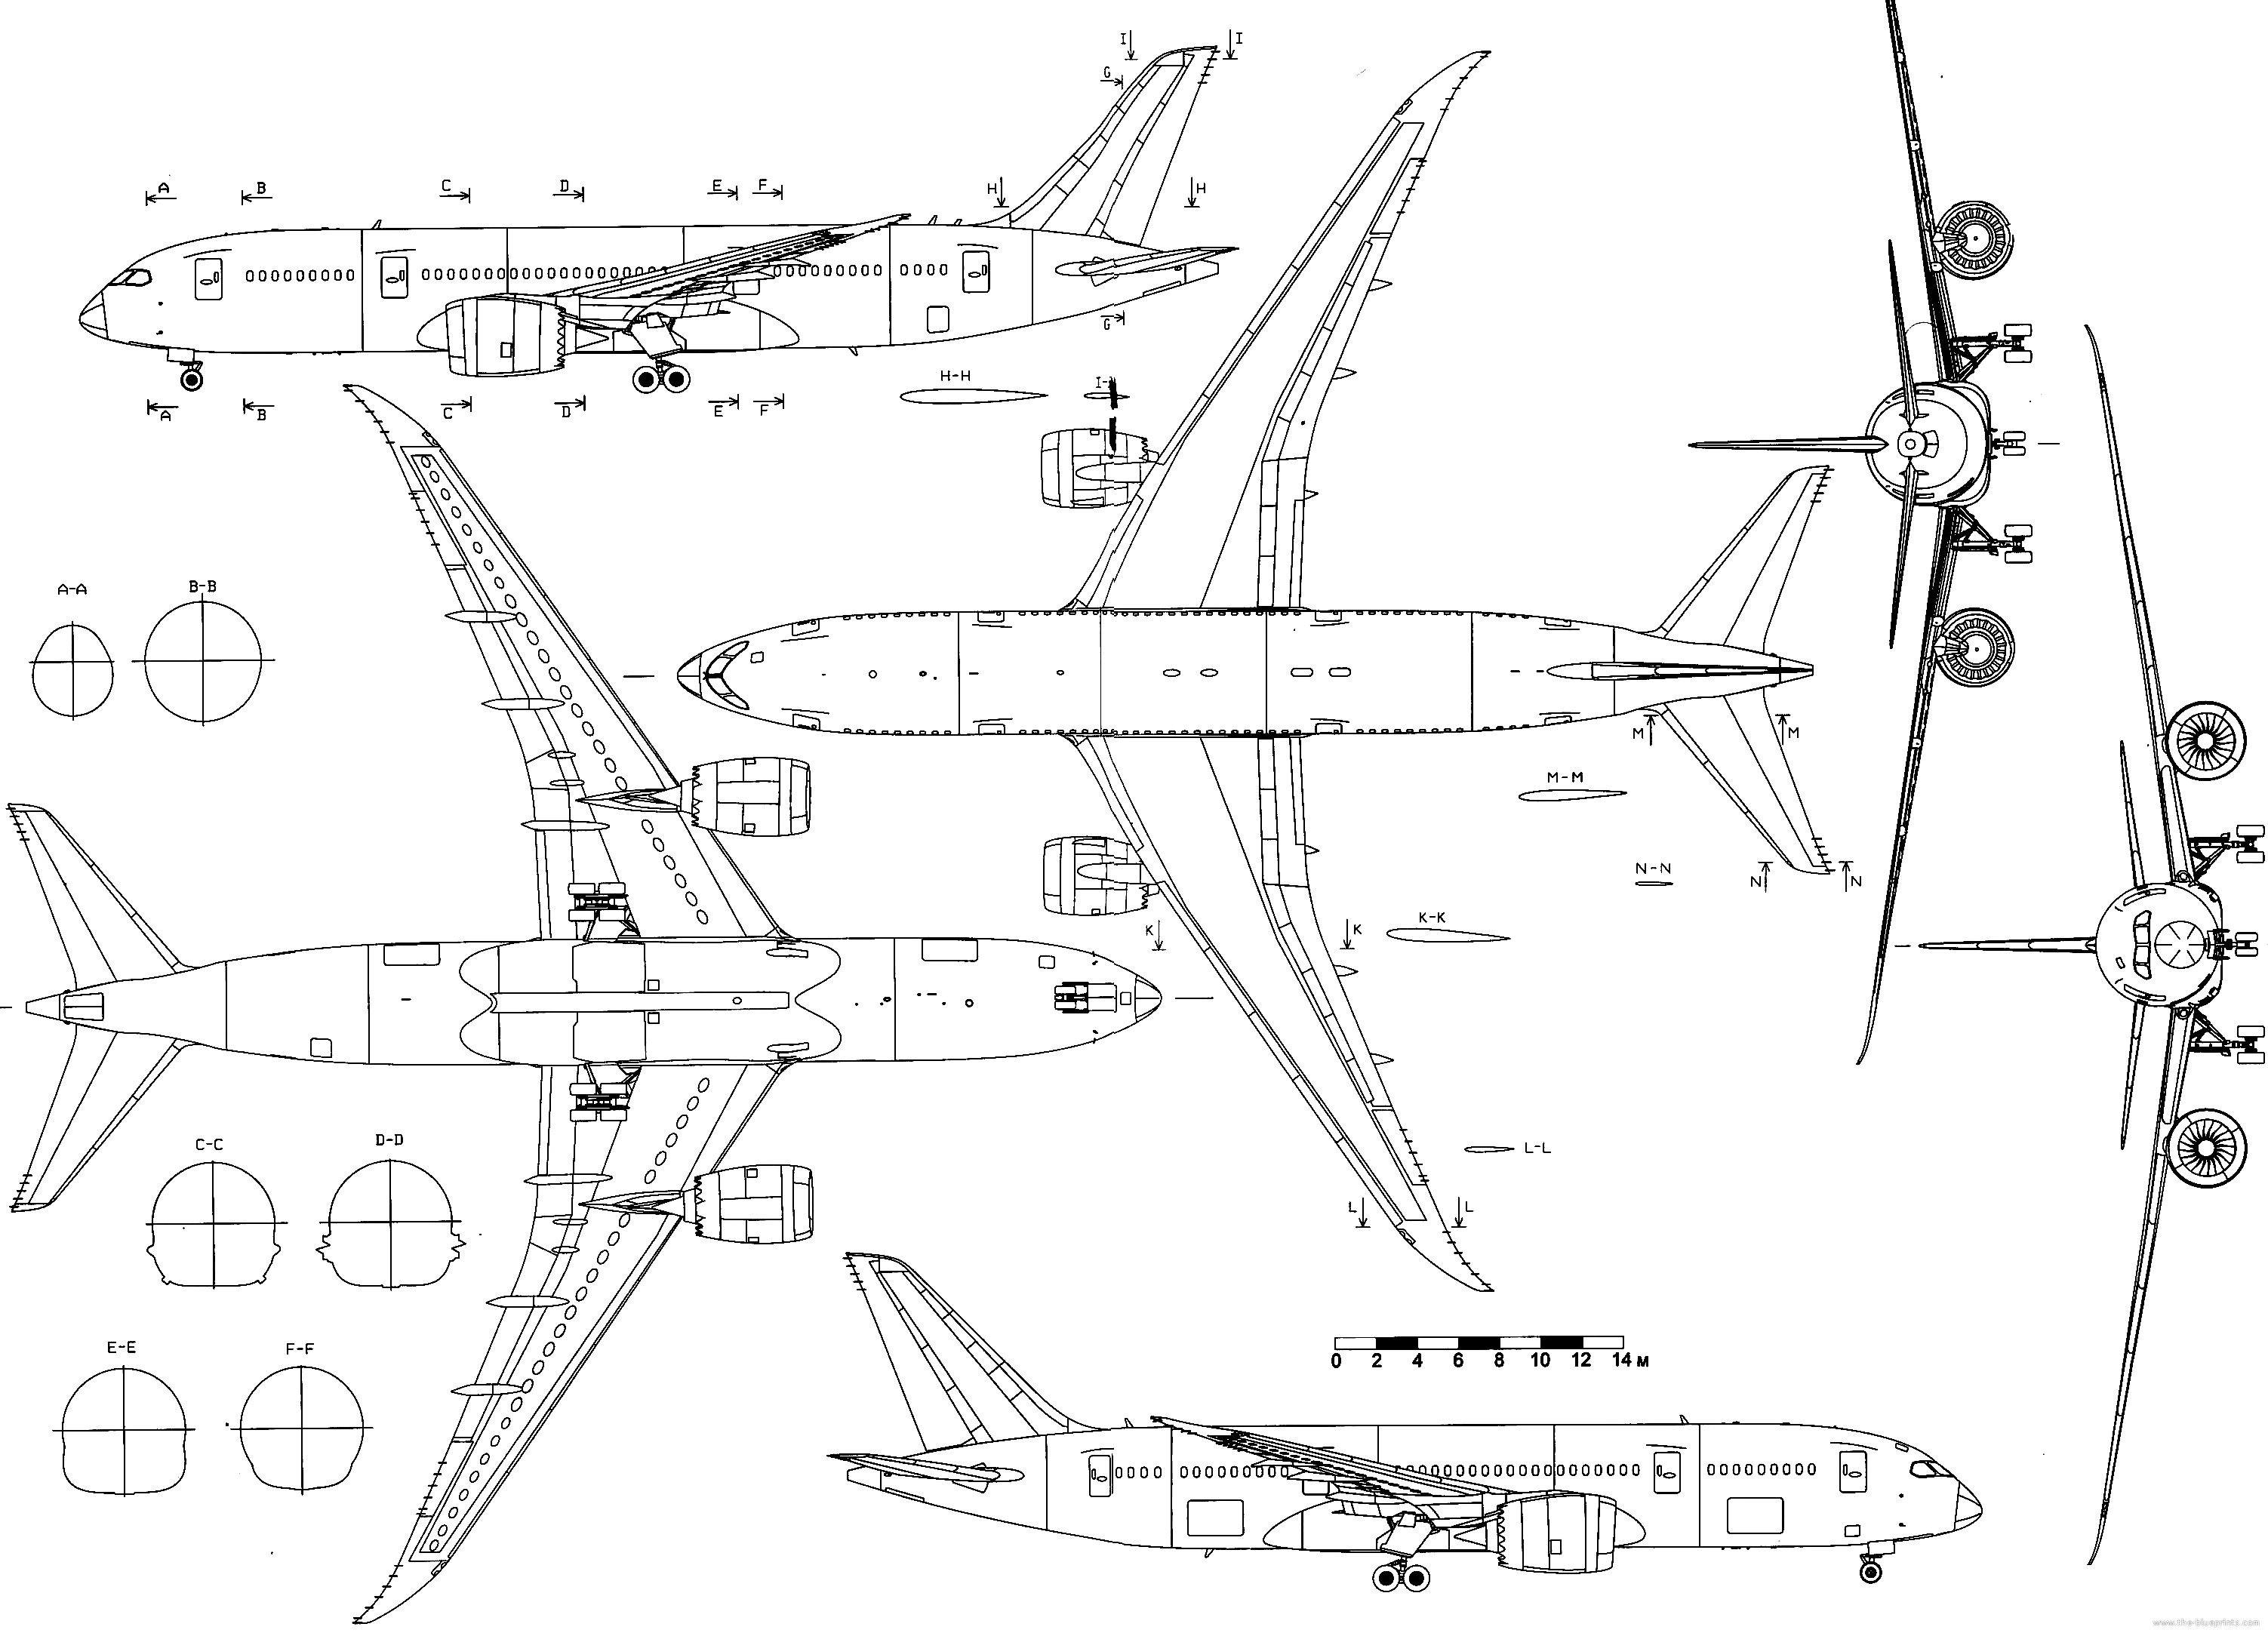 I I
G
A B C D E F H H
G
A B C D E F
H-H
A-A B-B
M M
M-M
N-N
N N
K K
K-K
C-C D-D
L-L
L L
E-E F-F
0 2 4 6 8 10 12 14 м
www.the-blueprints.com